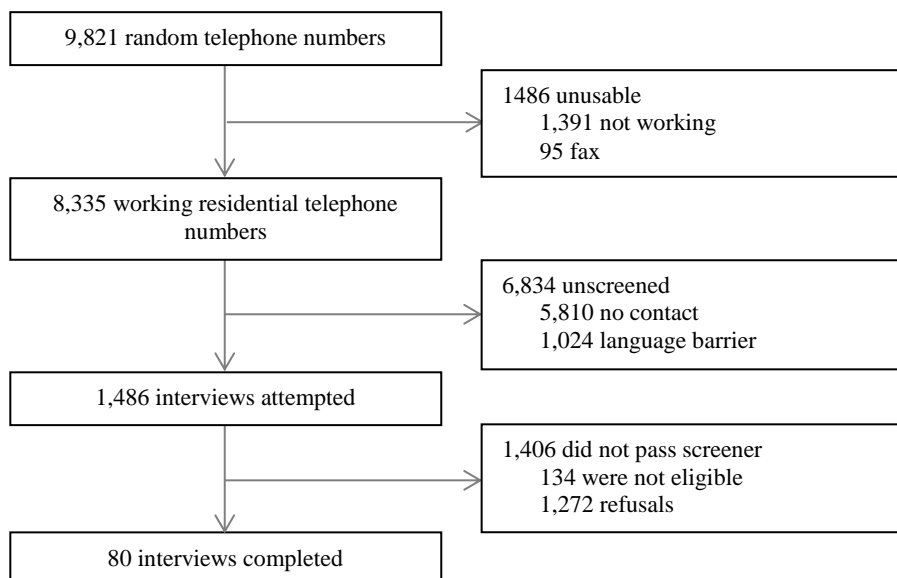 9,821 random telephone numbers
1486 unusable
1,391 not working
95 fax
8,335 working residential telephone
numbers
6,834 unscreened
5,810 no contact
1,024 language barrier
1,486 interviews attempted
1,406 did not pass screener
134 were not eligible
1,272 refusals
80 interviews completed